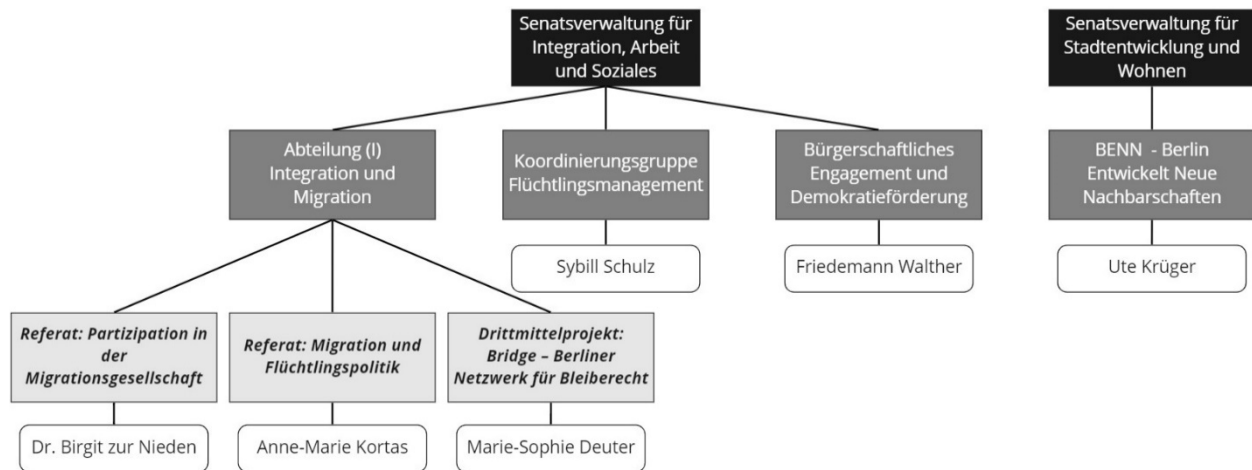 Senatsverwaltung für
Integration, Arbeit
und Soziales
Senatsverwaltung für
Stadtentwicklung und
Wohnen
Abteilung (I)
Integration und
Migration
Koordinierungsgruppe
Flüchtlingsmanagement
Bürgerschaftliches
Engagement und
Demokratieförderung
BENN - Berlin
Entwickelt Neue
Nachbarschaften
Sybill Schulz
Friedemann Walther
Ute Krüger
Referat: Partizipation in
der
Migrationsgesellschaft
Referat: Migration und
Flüchtlingspolitik
Drittmittelprojekt:
Bridge – Berliner
Netzwerk für Bleiberecht
Dr. Birgit zur Nieden
Anne-Marie Kortas
Marie-Sophie Deuter